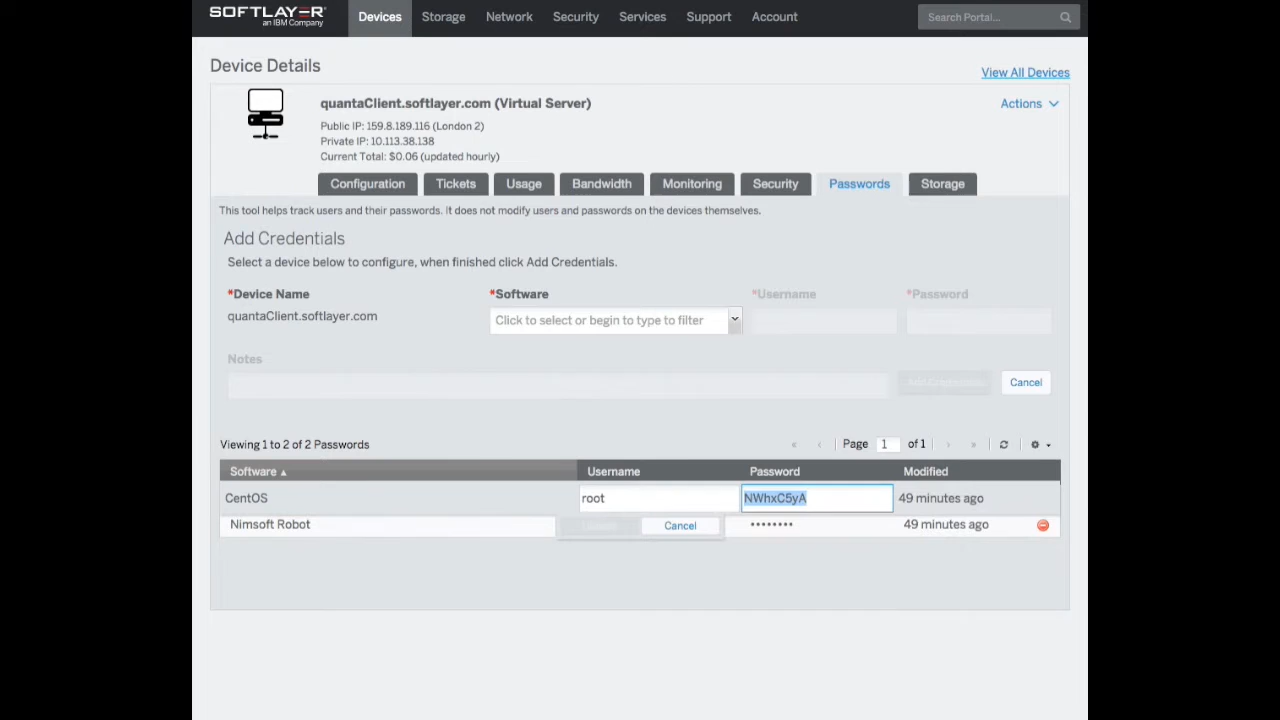 SOFTLAYER
an IBM Company
Devices Storage Network Security Services Support Account
Search Portal...
Device Details
View All Devices
quantaClient.softlayer.com (Virtual Server)
Actions
Public IP: 159.8.189.116 (London 2)
Private IP: 10.113.38.138
Current Total: $0.06 (updated hourly)
Configuration Tickets Usage Bandwidth Monitoring Security Passwords Storage
This tool helps track users and their passwords. It does not modify users and passwords on the devices themselves.
Add Credentials
Select a device below to configure, when finished click Add Credentials.
*Device Name *Software *Username *Password
quantaClient.softlayer.com Click to select or begin to type to filter
Notes
Add Credentials Cancel
Viewing 1 to 2 of 2 Passwords « ‹ Page 1 of 1 › »
Software ▲ Username Password Modified
CentOS root NWhxC5yA 49 minutes ago
Nimsoft Robot Cancel •••••••• 49 minutes ago